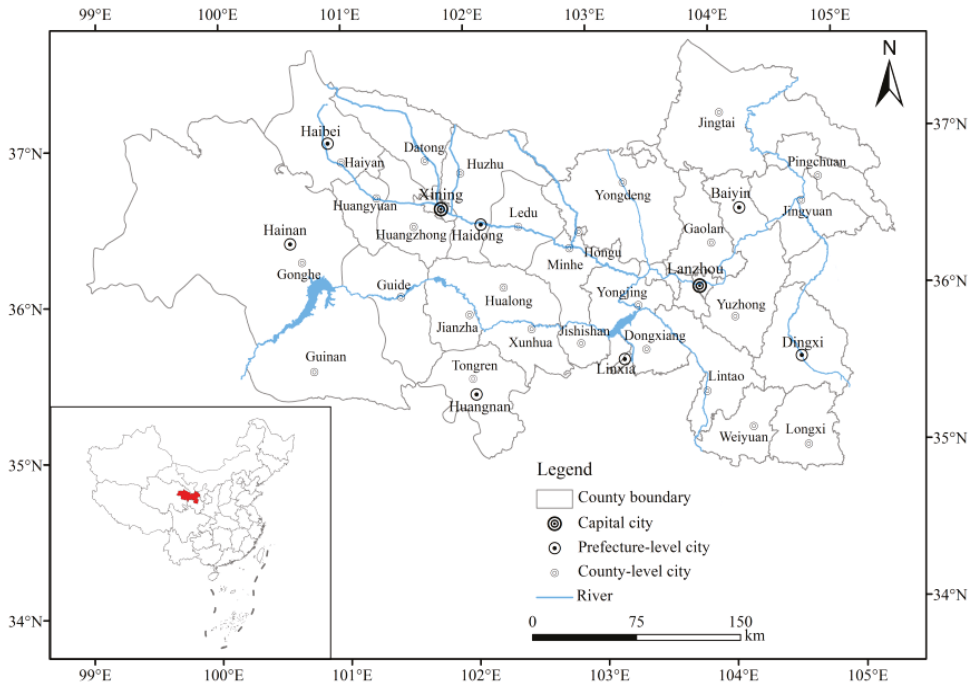 99°E 100°E 101°E 102°E 103°E 104°E 105°E
N
37°N
36°N
35°N
34°N
37°N
36°N
35°N
34°N
Jingtai
Haibei
Datong
Haiyan
Huzhu
Pingchuan
Yongdeng
Baiyin
Xining
Huangyuan
Jingyuan
Ledu
Hainan
Huangzhong
Haidong
Gaolan
Hongu
Minhe
Gonghe
Lanzhou
Guide
Hualong
Yongjing
Yuzhong
Jianzha
Xunhua
Jishishan
Dongxiang
Dingxi
Guinan
Tongren
Linxia
Lintao
Huangnan
Weiyuan
Longxi
Legend
County boundary
Capital city
Prefecture-level city
County-level city
River
0 75 150
km
99°E 100°E 101°E 102°E 103°E 104°E 105°E